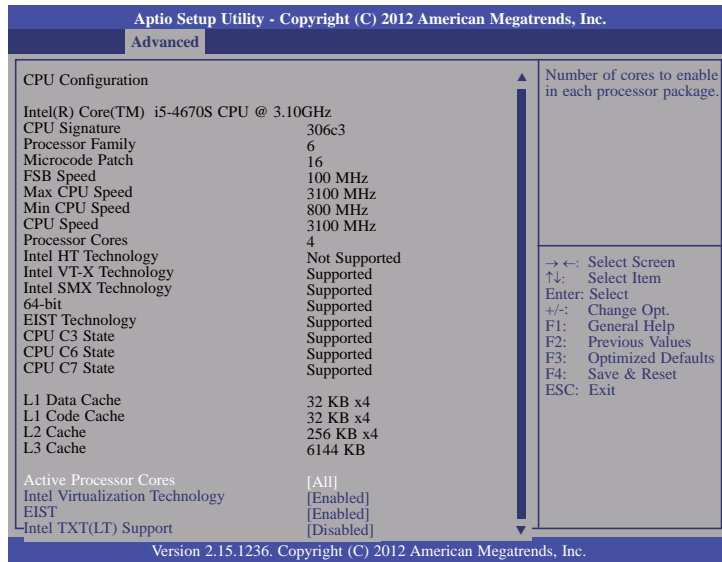 Aptio Setup Utility - Copyright (C) 2012 American Megatrends, Inc.
Advanced
CPU Configuration
Intel(R) Core(TM) i5-4670S CPU @ 3.10GHz
CPU Signature 306c3
Processor Family 6
Microcode Patch 16
FSB Speed 100 MHz
Max CPU Speed 3100 MHz
Min CPU Speed 800 MHz
CPU Speed 3100 MHz
Processor Cores 4
Intel HT Technology Not Supported
Intel VT-X Technology Supported
Intel SMX Technology Supported
64-bit Supported
EIST Technology Supported
CPU C3 State Supported
CPU C6 State Supported
CPU C7 State Supported
L1 Data Cache 32 KB x4
L1 Code Cache 32 KB x4
L2 Cache 256 KB x4
L3 Cache 6144 KB
Active Processor Cores [All]
Intel Virtualization Technology [Enabled]
EIST [Enabled]
Intel TXT(LT) Support [Disabled]
Number of cores to enable
in each processor package.
→ ←: Select Screen
↑↓: Select Item
Enter: Select
+/-: Change Opt.
F1: General Help
F2: Previous Values
F3: Optimized Defaults
F4: Save & Reset
ESC: Exit
Version 2.15.1236. Copyright (C) 2012 American Megatrends, Inc.